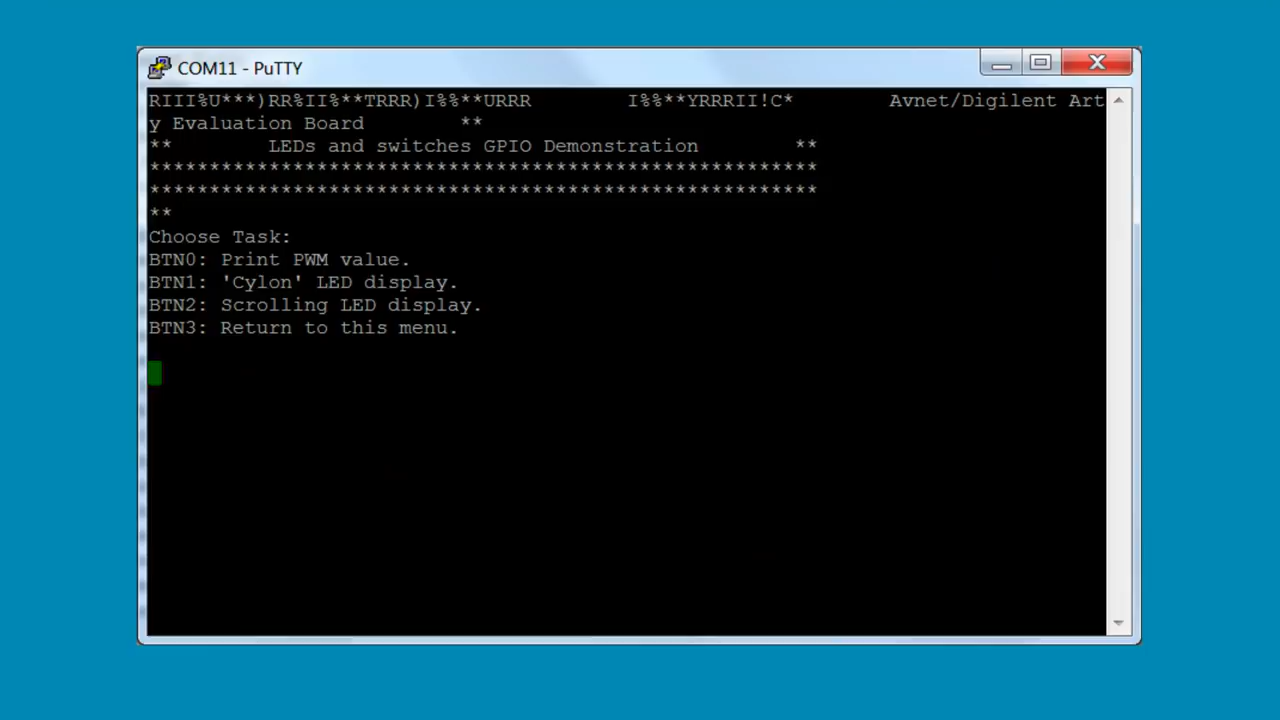 COM11 - PuTTY
RIII%U***)RR%II%**TRRR)I%%**URRR        I%%**YRRRII!C*        Avnet/Digilent Art
y Evaluation Board        **
**        LEDs and switches GPIO Demonstration        **
********************************************************
********************************************************
**
Choose Task:
BTN0: Print PWM value.
BTN1: 'Cylon' LED display.
BTN2: Scrolling LED display.
BTN3: Return to this menu.